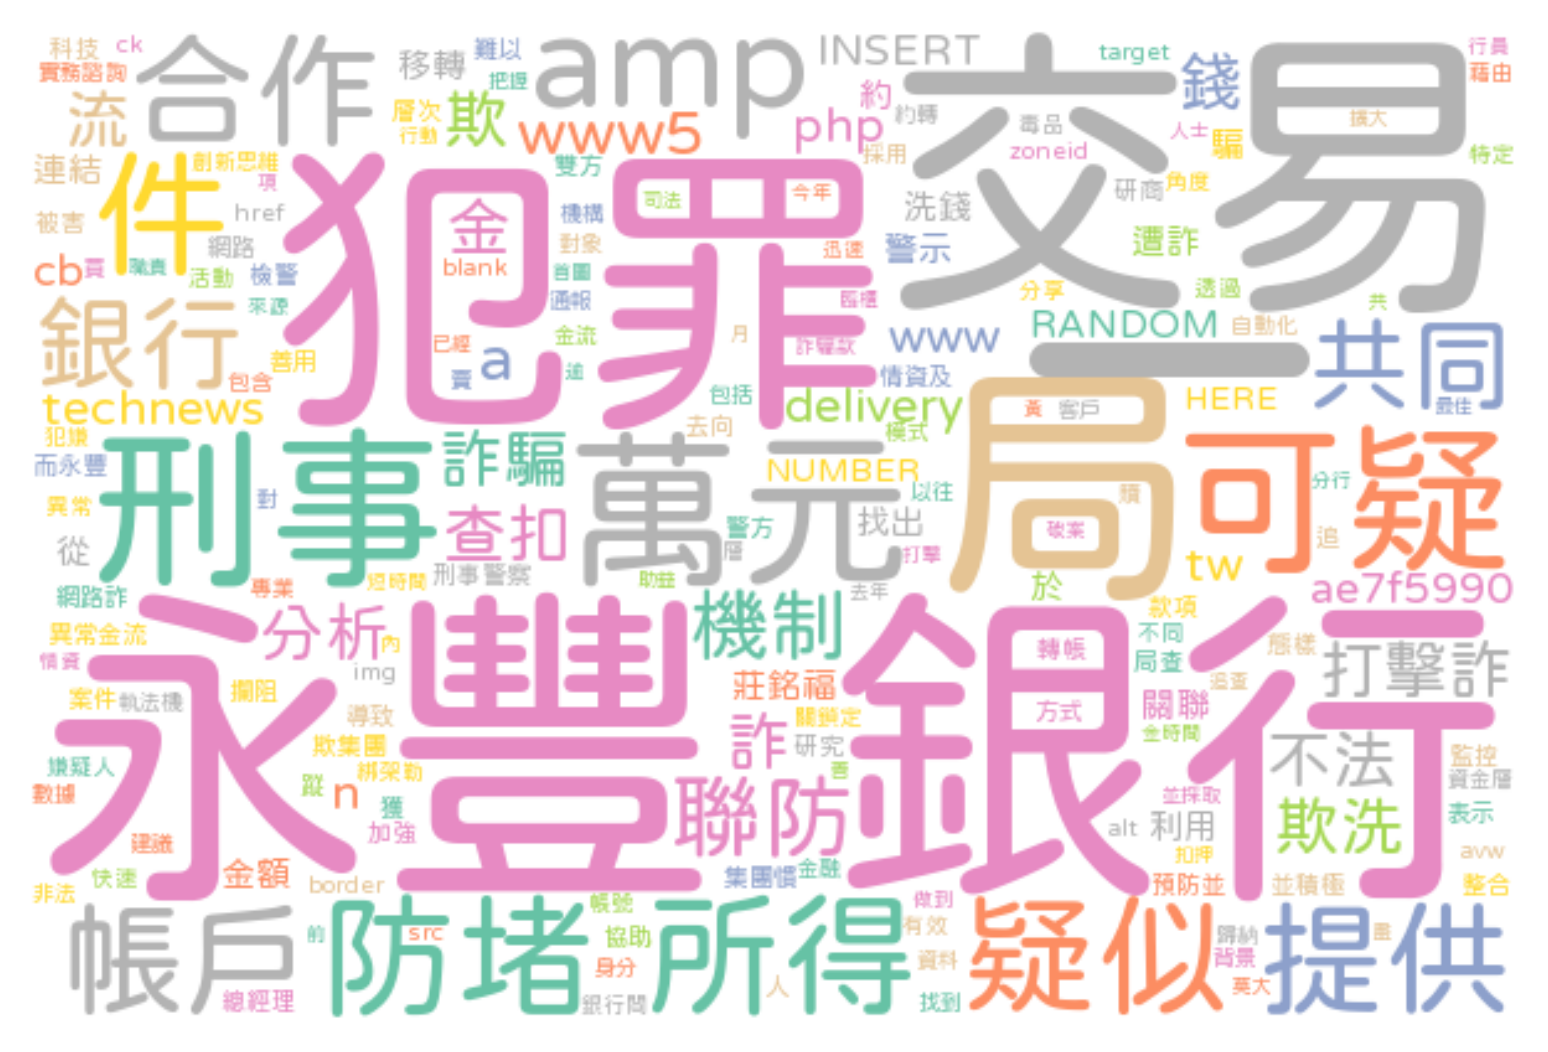 科技
ck
實務諮詢
合作
流
移轉
難以
把握
層次
行動
欺
amp
INSERT
www5
約
約轉
php
採用
交易
target
錢
騙
行員
藉由
毒品
zoneid
人士
擴大
特定
連結
件
創新思維
項
被害
href
網路
cb
買
職責
活動
檢警
犯罪
金
blank
雙方
機構
對象
首圖
通報
司法
今年
迅速
臨櫃
洗錢
警示
研商
角度
遭詐
分享
透過
共
銀行
來源
善用
包含
已經
賣
a
金流
逾
月
詐騙款
www
RANDOM
自動化
一
共同
最佳
technews
包括
delivery
情資及
HERE
局
黃
客戶
犯嫌
而永豐
異常
從
刑事
對
詐騙
查扣
刑事警察
去向
模式
萬元
NUMBER
以往
警方
層
找出
打擊
破案
贓
可疑
分行
追
tw
ae7f5990
網路詐
專業
短時間
助益
去年
於
款項
異常金流
情資
永豐銀行
分析
內
img
機制
轉帳
方式
不同
局查
態樣
追查
打擊詐
案件
執法機
攔阻
導致
莊銘福
關鎖定
關聯
金時間
欺集團
綁架勒
詐
研究
善
不法
監控
資金層
嫌疑人
數據
蹤
n
獲
加強
聯防
並採取
alt
利用
欺洗
表示
建議
扣押
avw
非法
快速
金額
border
集團慣
金融
預防並
並積極
整合
帳戶
總經理
前
防堵
src
帳號
協助
身分
銀行間
所得
人
做到
有效
資料
找到
疑似
歸納
背景
莫大
提供
畫